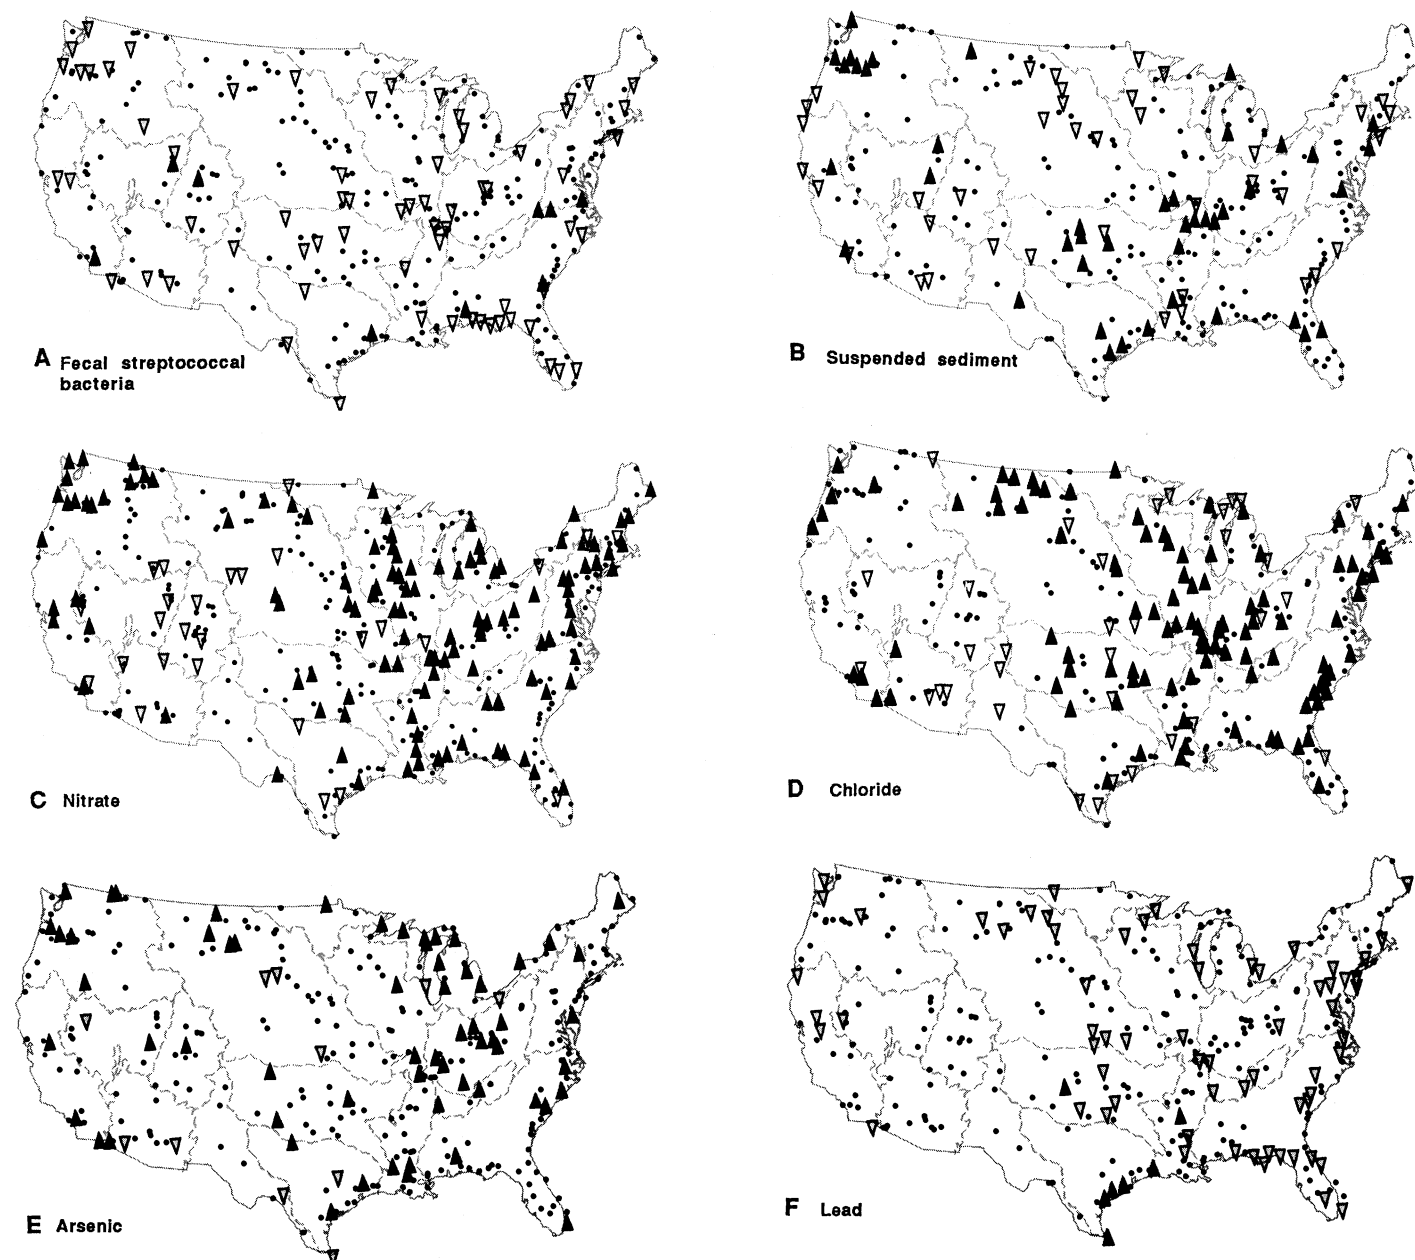 A Fecal streptococcal
bacteria
B Suspended sediment
C Nitrate
D Chloride
E Arsenic
F Lead